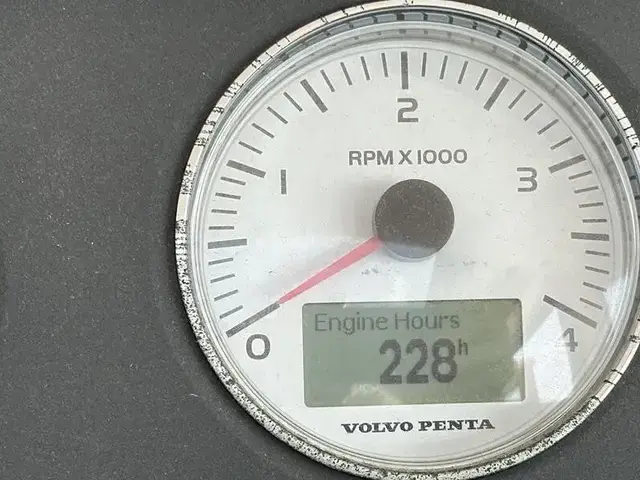 2
RPM X 1000
1
3
0
4
Engine Hours
228h
VOLVO PENTA